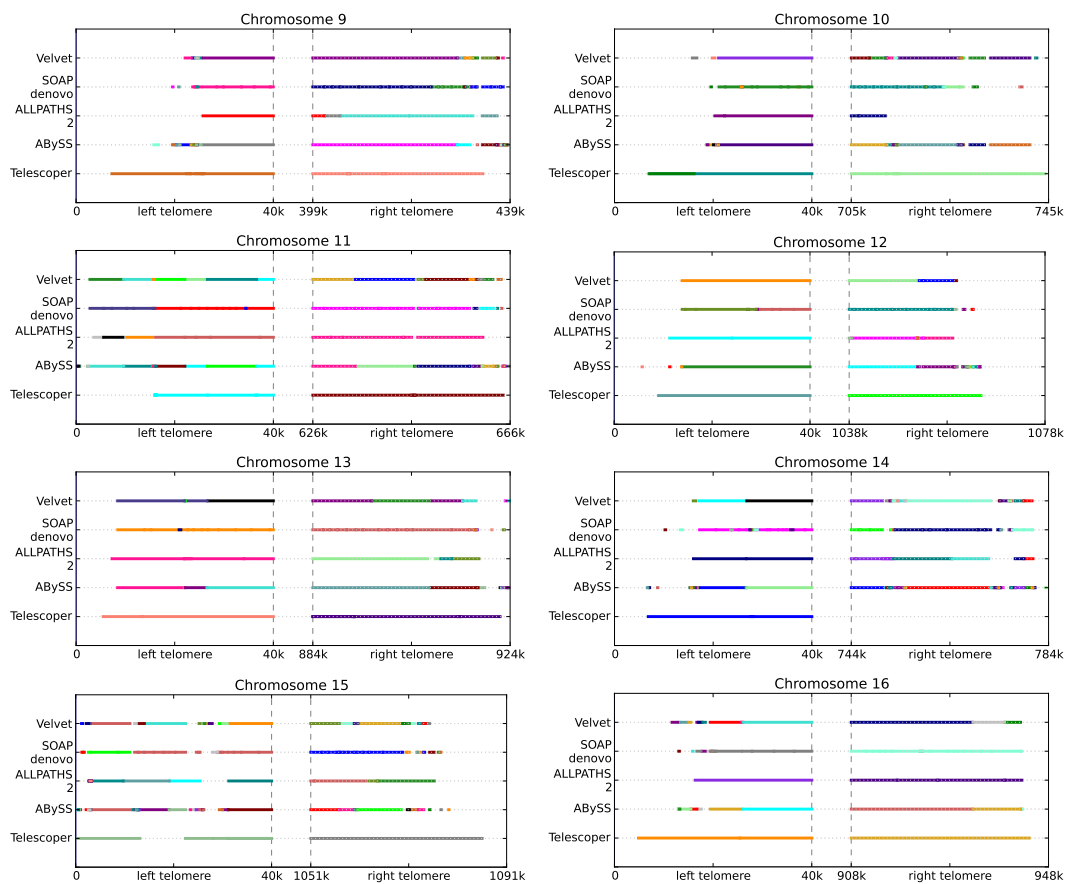 Chromosome 9
Velvet
SOAP
denovo
ALLPATHS
2
ABySS
Telescoper
0 left telomere 40k 399k right telomere 439k
Chromosome 10
Velvet
SOAP
denovo
ALLPATHS
2
ABySS
Telescoper
0 left telomere 40k 705k right telomere 745k
Chromosome 11
Velvet
SOAP
denovo
ALLPATHS
2
ABySS
Telescoper
0 left telomere 40k 626k right telomere 666k
Chromosome 12
Velvet
SOAP
denovo
ALLPATHS
2
ABySS
Telescoper
0 left telomere 40k 1038k right telomere 1078k
Chromosome 13
Velvet
SOAP
denovo
ALLPATHS
2
ABySS
Telescoper
0 left telomere 40k 884k right telomere 924k
Chromosome 14
Velvet
SOAP
denovo
ALLPATHS
2
ABySS
Telescoper
0 left telomere 40k 744k right telomere 784k
Chromosome 15
Velvet
SOAP
denovo
ALLPATHS
2
ABySS
Telescoper
0 left telomere 40k 1051k right telomere 1091k
Chromosome 16
Velvet
SOAP
denovo
ALLPATHS
2
ABySS
Telescoper
0 left telomere 40k 908k right telomere 948k